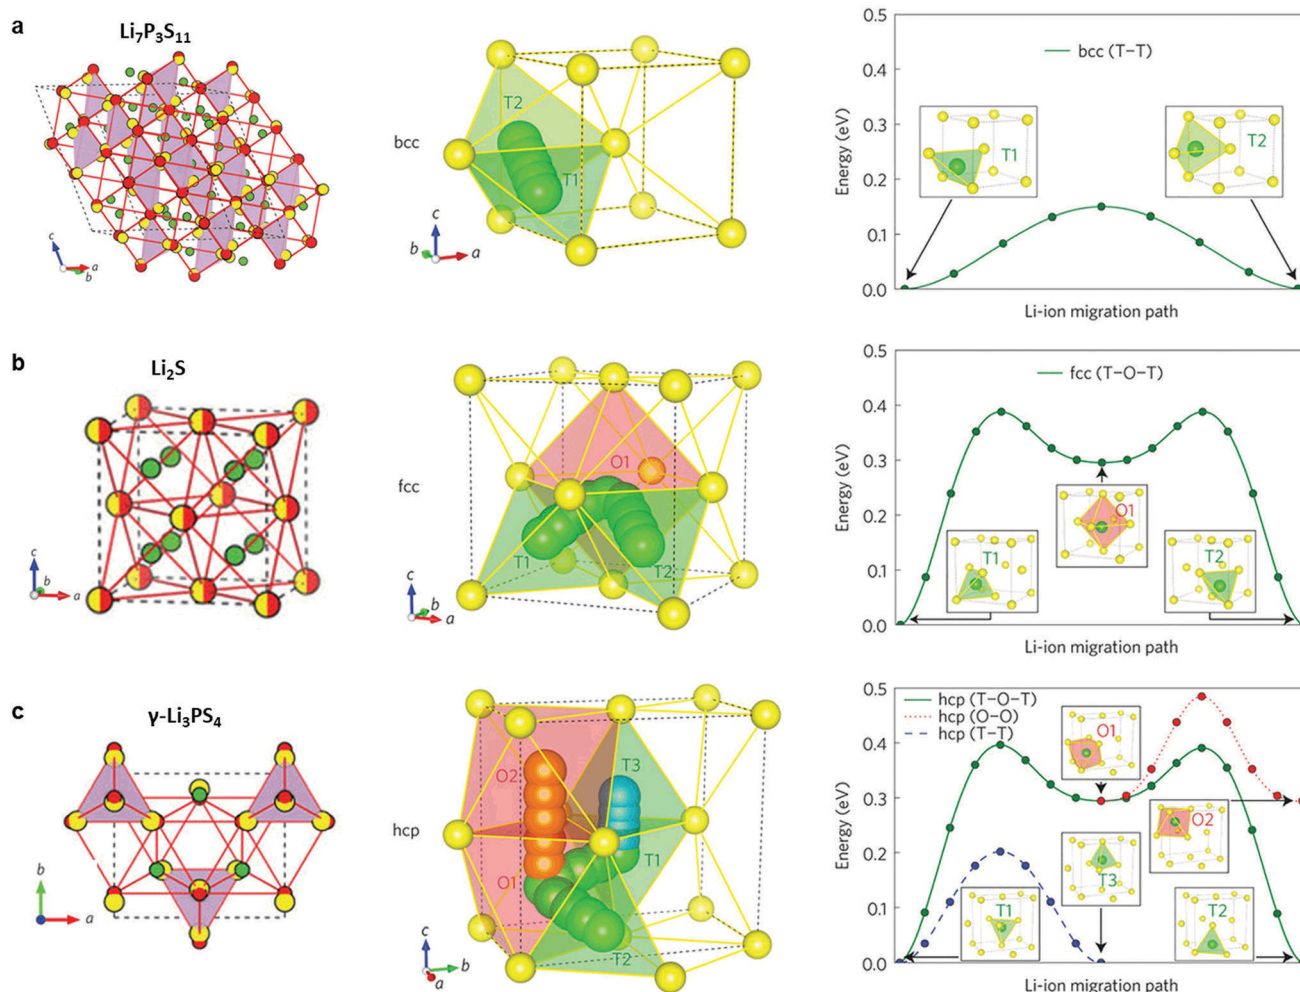 a
Li₇P₃S₁₁
c
a
b
bcc
T2
T1
c
b
a
Energy (eV)
0.5
0.4
0.3
0.2
0.1
0.0
bcc (T–T)
T1
T2
Li-ion migration path
b
Li₂S
c
b
a
fcc
O1
T1
T2
c
b
a
Energy (eV)
0.5
0.4
0.3
0.2
0.1
0.0
fcc (T–O–T)
O1
T1
T2
Li-ion migration path
c
γ-Li₃PS₄
b
a
hcp
O2
T3
T1
O1
T2
c
b
a
Energy (eV)
0.5
0.4
0.3
0.2
0.1
0.0
hcp (T–O–T)
hcp (O–O)
hcp (T–T)
O1
O2
T3
T1
T2
Li-ion migration path